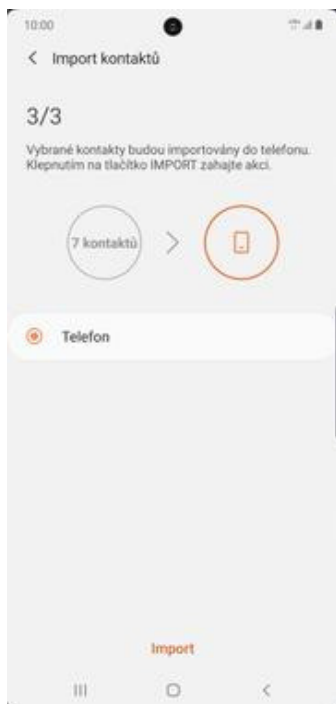 10:00
Import kontaktů
3/3
Vybrané kontakty budou importovány do telefonu.
Klepnutím na tlačítko IMPORT zahajte akci.
7 kontaktů
Telefon
Import